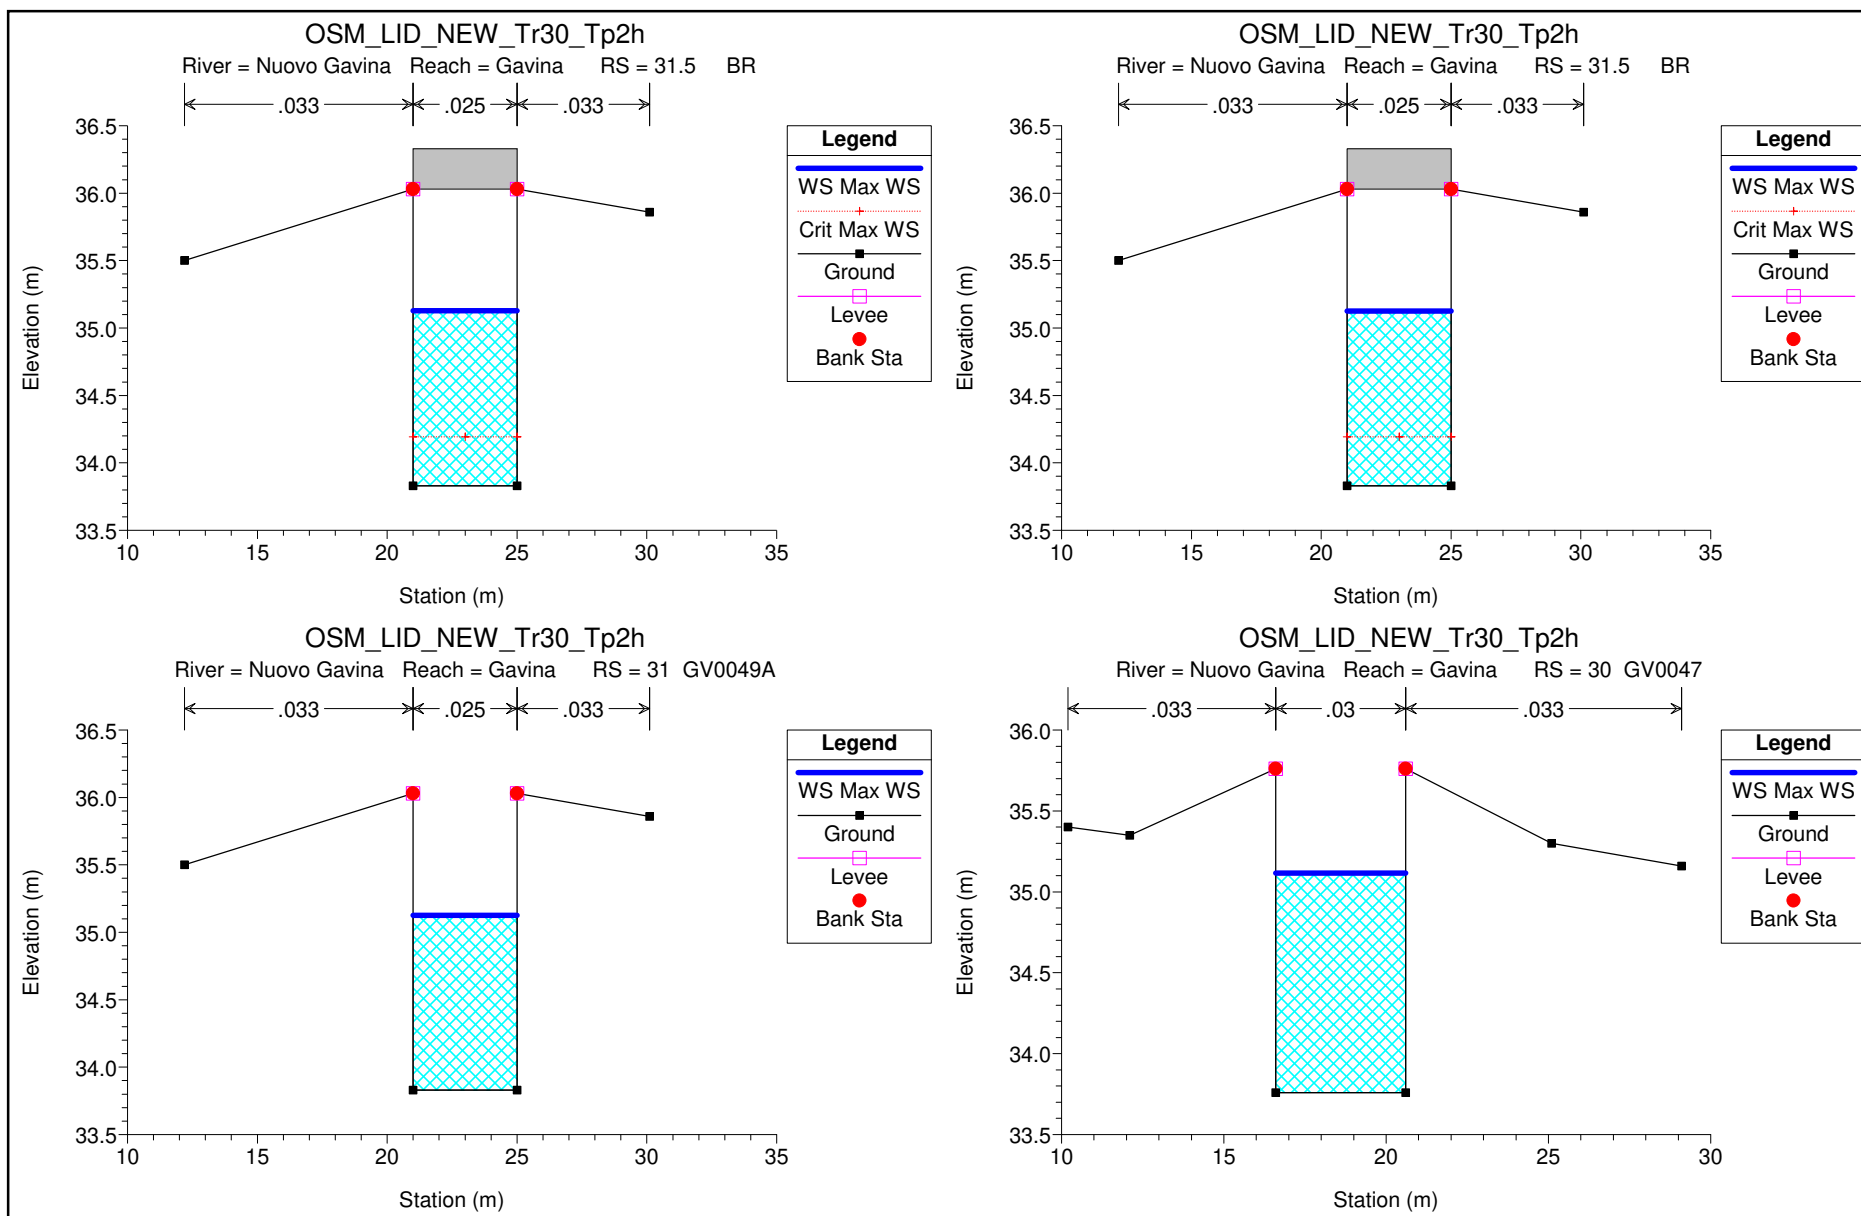 OSM_LID_NEW_Tr30_Tp2h
River = Nuovo Gavina Reach = Gavina RS = 31.5 BR
.033 .025 .033
36.5
36.0
35.5
35.0
34.5
34.0
33.5
10 15 20 25 30 35
Elevation (m)
Station (m)
Legend
WS Max WS
Crit Max WS
Ground
Levee
Bank Sta
OSM_LID_NEW_Tr30_Tp2h
River = Nuovo Gavina Reach = Gavina RS = 31.5 BR
.033 .025 .033
36.5
36.0
35.5
35.0
34.5
34.0
33.5
10 15 20 25 30 35
Elevation (m)
Station (m)
Legend
WS Max WS
Crit Max WS
Ground
Levee
Bank Sta
OSM_LID_NEW_Tr30_Tp2h
River = Nuovo Gavina Reach = Gavina RS = 31 GV0049A
.033 .025 .033
36.5
36.0
35.5
35.0
34.5
34.0
33.5
10 15 20 25 30 35
Elevation (m)
Station (m)
Legend
WS Max WS
Ground
Levee
Bank Sta
OSM_LID_NEW_Tr30_Tp2h
River = Nuovo Gavina Reach = Gavina RS = 30 GV0047
.033 .03 .033
36.0
35.5
35.0
34.5
34.0
33.5
10 15 20 25 30
Elevation (m)
Station (m)
Legend
WS Max WS
Ground
Levee
Bank Sta